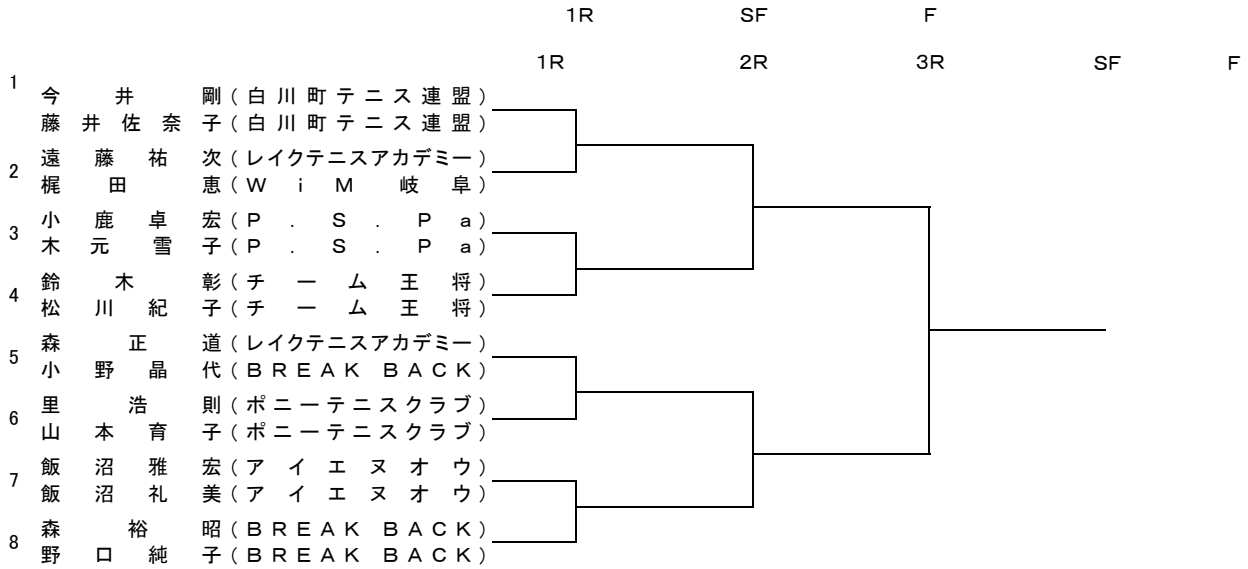 1R SF F
1R 2R 3R SF F
1
今井剛(白川町テニス連盟)
藤井佐奈子(白川町テニス連盟)
2
遠藤祐次(レイクテニスアカデミー)
梶田恵(WiM岐阜)
3
小鹿卓宏(P.S.Pa)
木元雪子(P.S.Pa)
4
鈴木彰(チーム王将)
松川紀子(チーム王将)
5
森正道(レイクテニスアカデミー)
小野晶代(BREAK BACK)
6
里浩則(ポニーテニスクラブ)
山本育子(ポニーテニスクラブ)
7
飯沼雅宏(アイエヌオウ)
飯沼礼美(アイエヌオウ)
8
森裕昭(BREAK BACK)
野口純子(BREAK BACK)